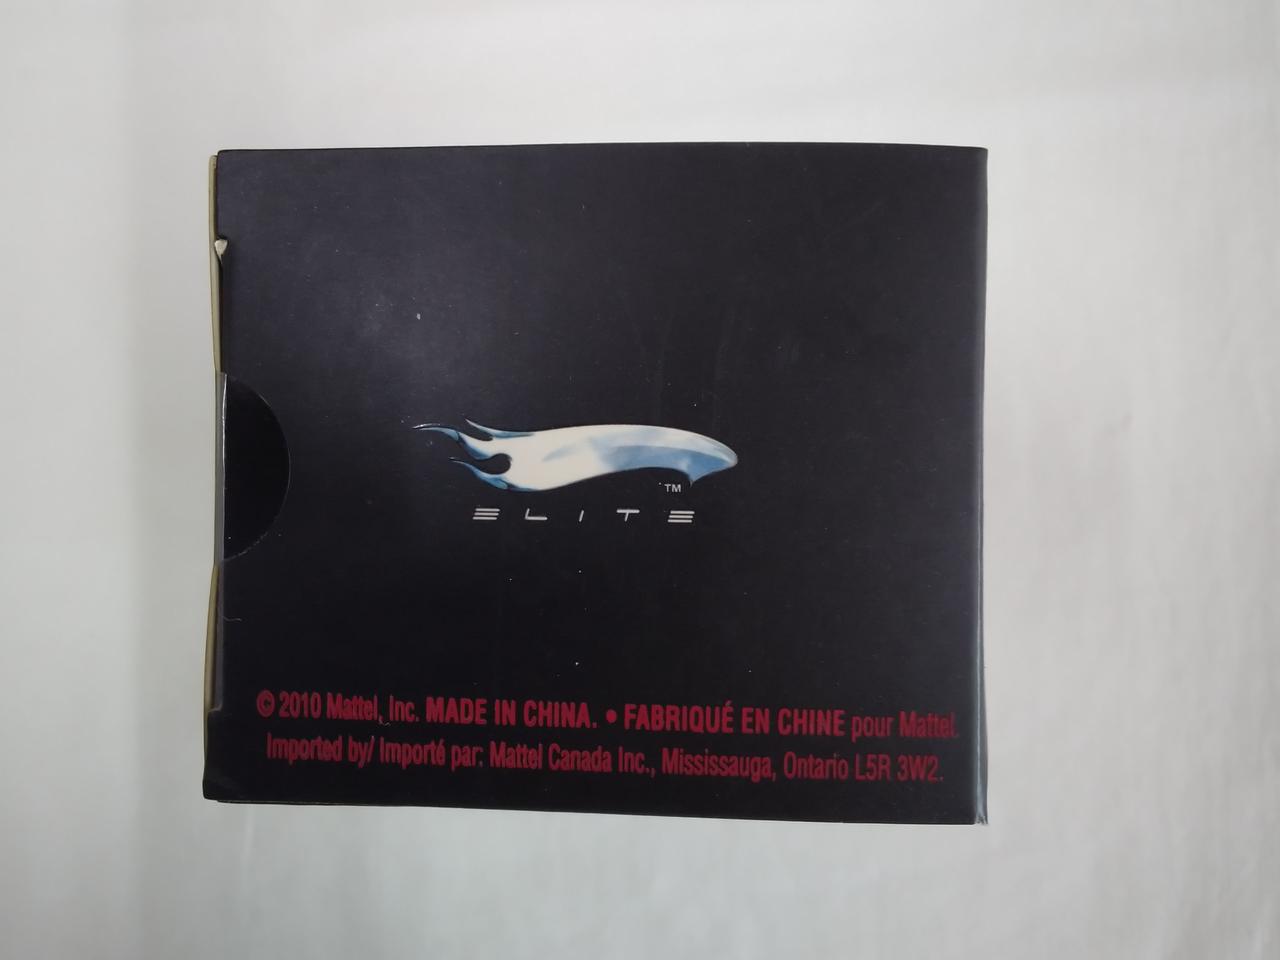 TM
ELITE
© 2010 Mattel, Inc. MADE IN CHINA. • FABRIQUÉ EN CHINE pour Mattel.
Imported by/ Importé par: Mattel Canada Inc., Mississauga, Ontario L5R 3W2.